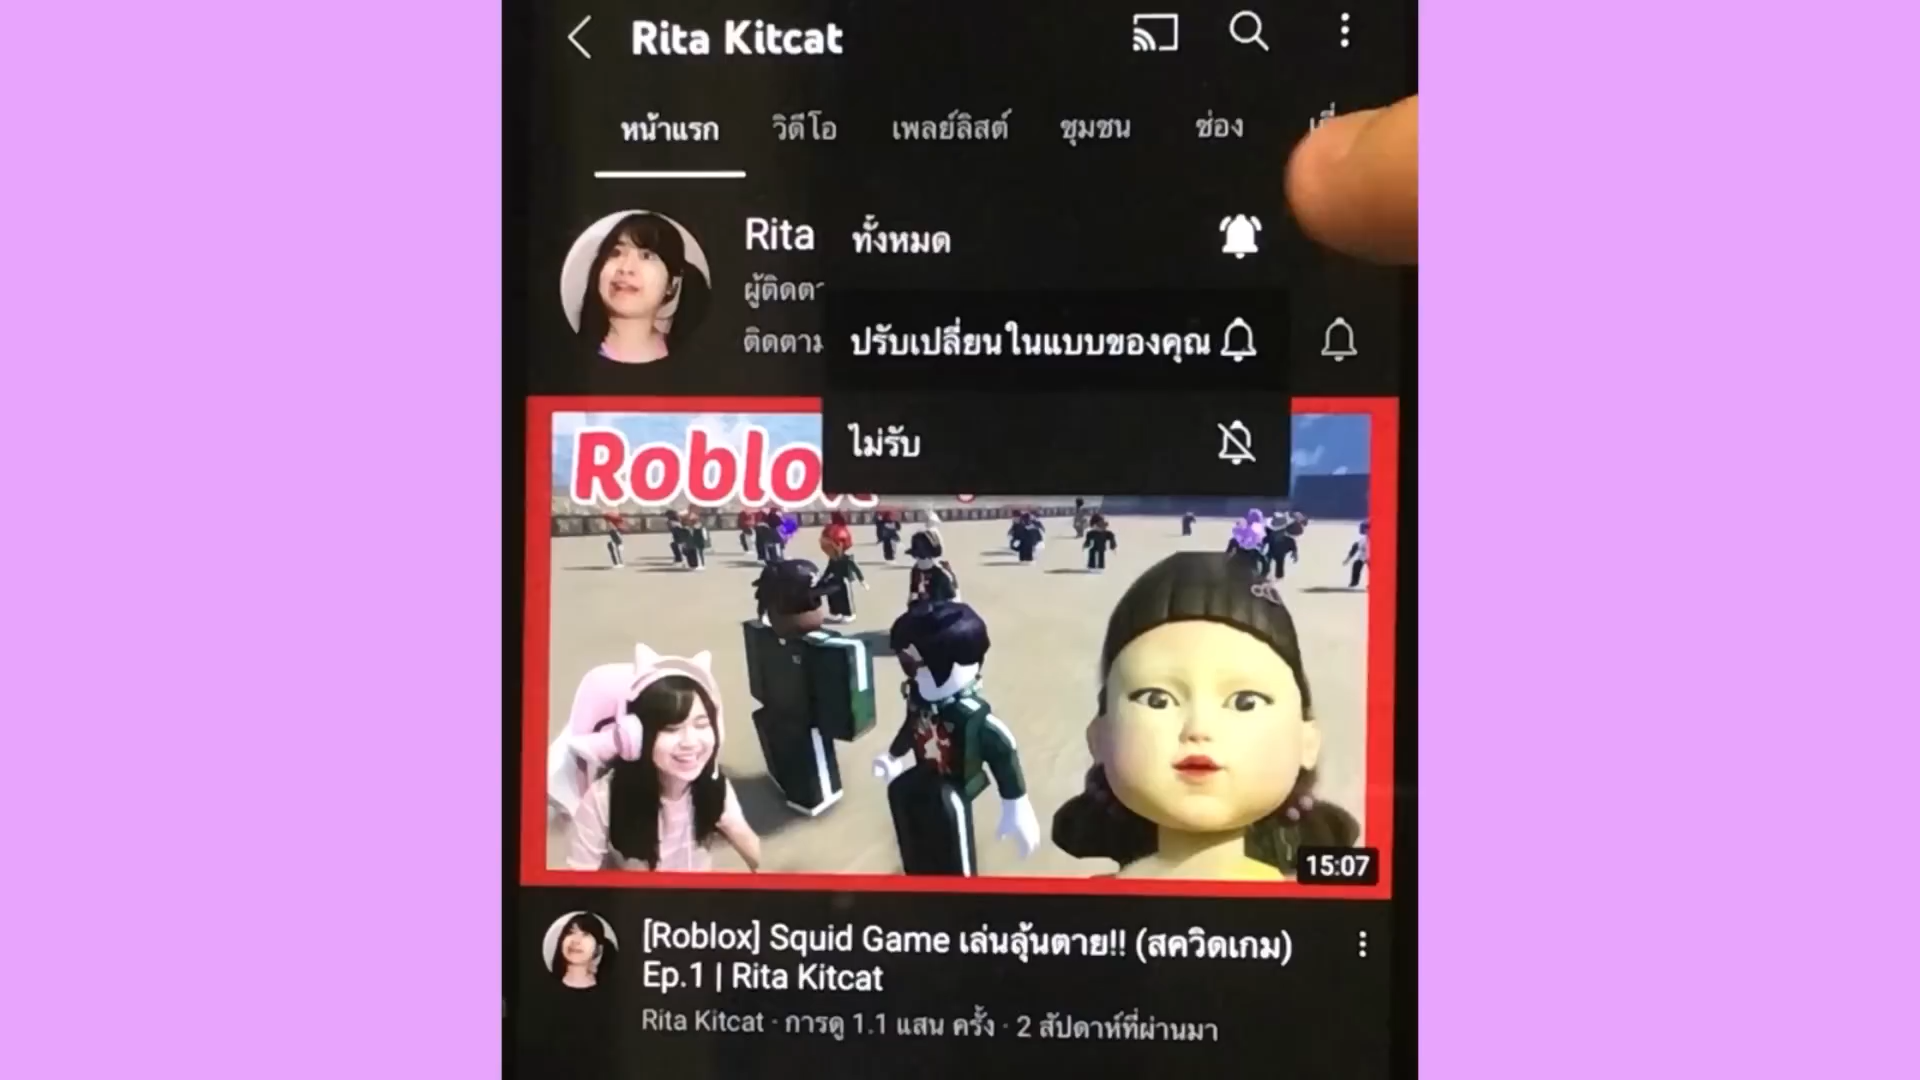 Rita Kitcat
หน้าแรก วิดีโอ เพลย์ลิสต์ ชุมชน ช่อง
Rita
ทั้งหมด
ปรับเปลี่ยนในแบบของคุณ
ไม่รับ
15:07
[Roblox] Squid Game เล่นลุ้นตาย!! (สควิดเกม)
Ep.1 | Rita Kitcat
Rita Kitcat · การดู 1.1 แสน ครั้ง · 2 สัปดาห์ที่ผ่านมา